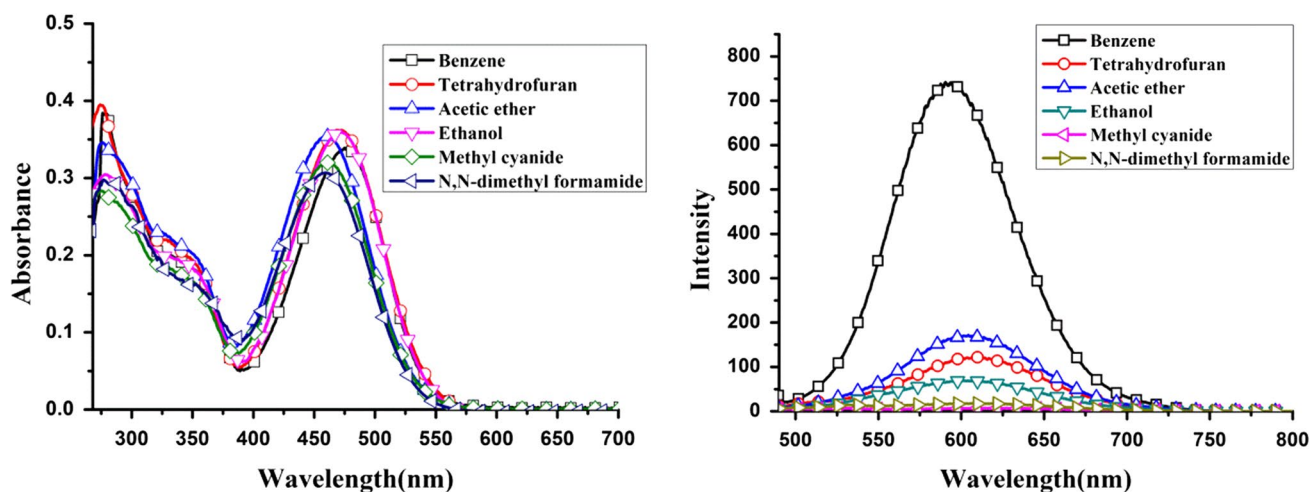 0.5
0.4
0.3
0.2
0.1
0.0
Absorbance
300 350 400 450 500 550 600 650 700
Wavelength(nm)
Benzene
Tetrahydrofuran
Acetic ether
Ethanol
Methyl cyanide
N,N-dimethyl formamide
800
700
600
500
400
300
200
100
0
Intensity
500 550 600 650 700 750 800
Wavelength(nm)
Benzene
Tetrahydrofuran
Acetic ether
Ethanol
Methyl cyanide
N,N-dimethyl formamide